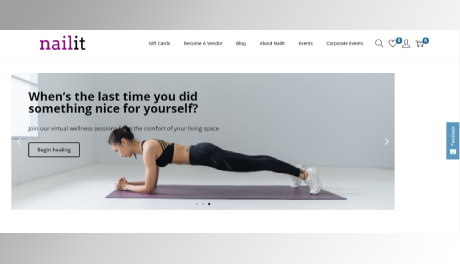 nailit
Gift Cards Become A Vendor Blog About Nailit Events Corporate Events
0 0
When's the last time you did
something nice for yourself?
Join our virtual wellness sessions from the comfort of your living space
Begin healing
Feedback